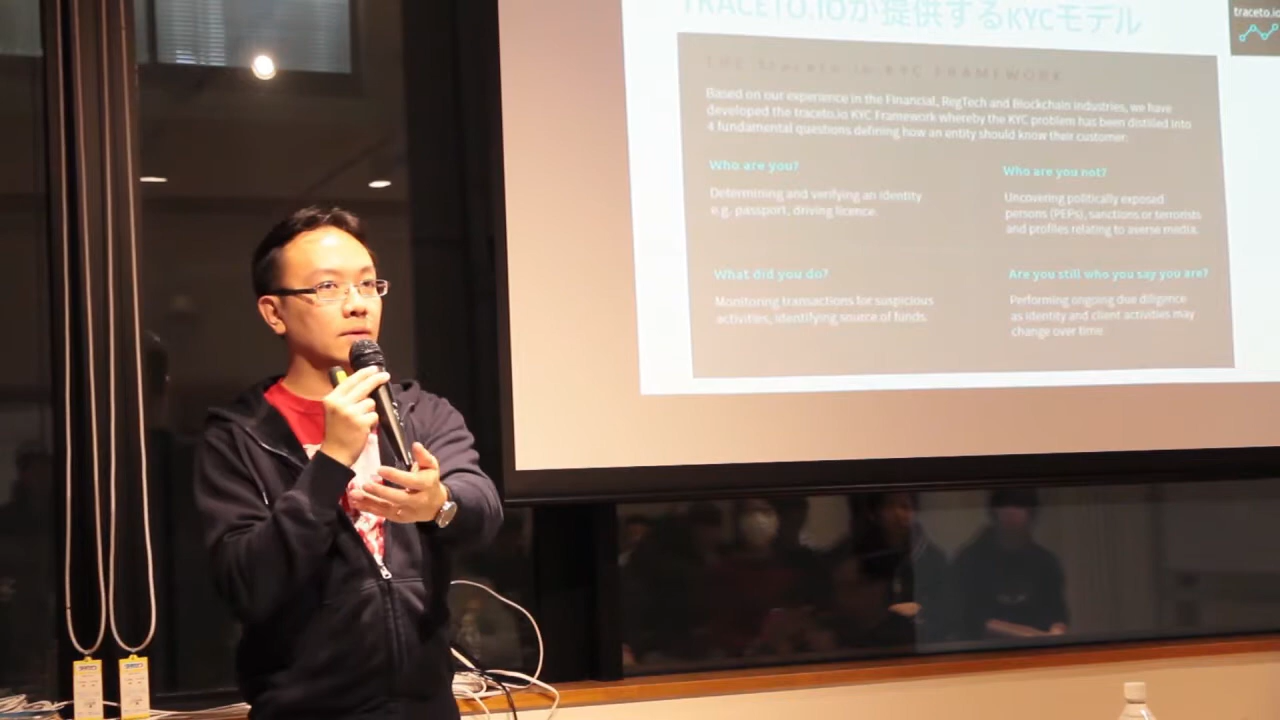 TRACETO.IOが提供するKYCモデル
traceto.io
THE traceto.io KYC FRAMEWORK
Based on our experience in the Financial, RegTech and Blockchain industries, we have
developed the traceto.io KYC Framework whereby the KYC problem has been distilled into
4 fundamental questions defining how an entity should know their customer:
Who are you?
Determining and verifying an identity
e.g. passport, driving licence.
Who are you not?
Uncovering politically exposed
persons (PEPs), sanctions or terrorists
and profiles relating to averse media.
What did you do?
Monitoring transactions for suspicious
activities, identifying source of funds.
Are you still who you say you are?
Performing ongoing due diligence
as identity and client activities may
change over time.